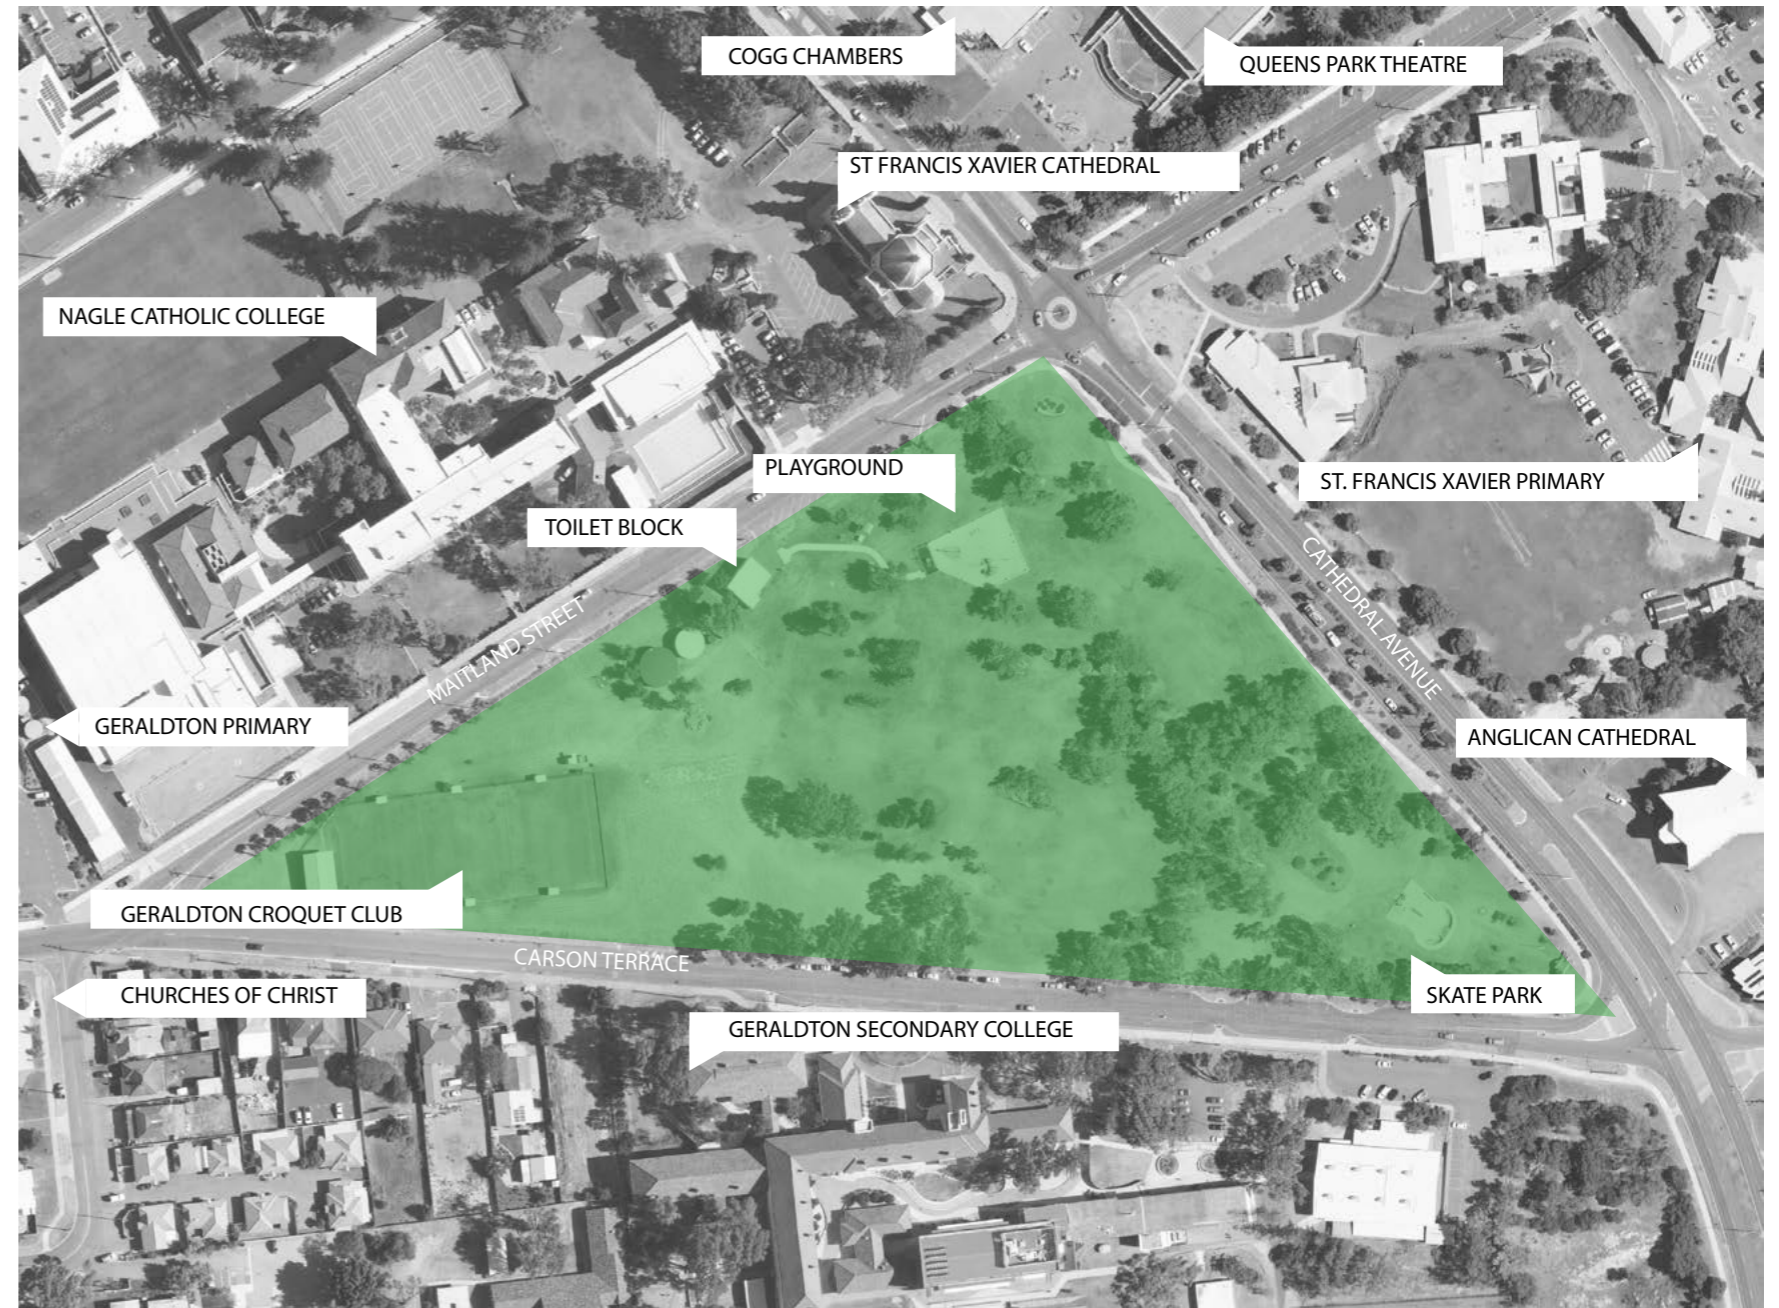 COGG CHAMBERS
QUEENS PARK THEATRE
ST FRANCIS XAVIER CATHEDRAL
NAGLE CATHOLIC COLLEGE
PLAYGROUND
ST. FRANCIS XAVIER PRIMARY
TOILET BLOCK
CATHEDRAL AVENUE
MAITLAND STREET
GERALDTON PRIMARY
ANGLICAN CATHEDRAL
GERALDTON CROQUET CLUB
CARSON TERRACE
CHURCHES OF CHRIST
SKATE PARK
GERALDTON SECONDARY COLLEGE